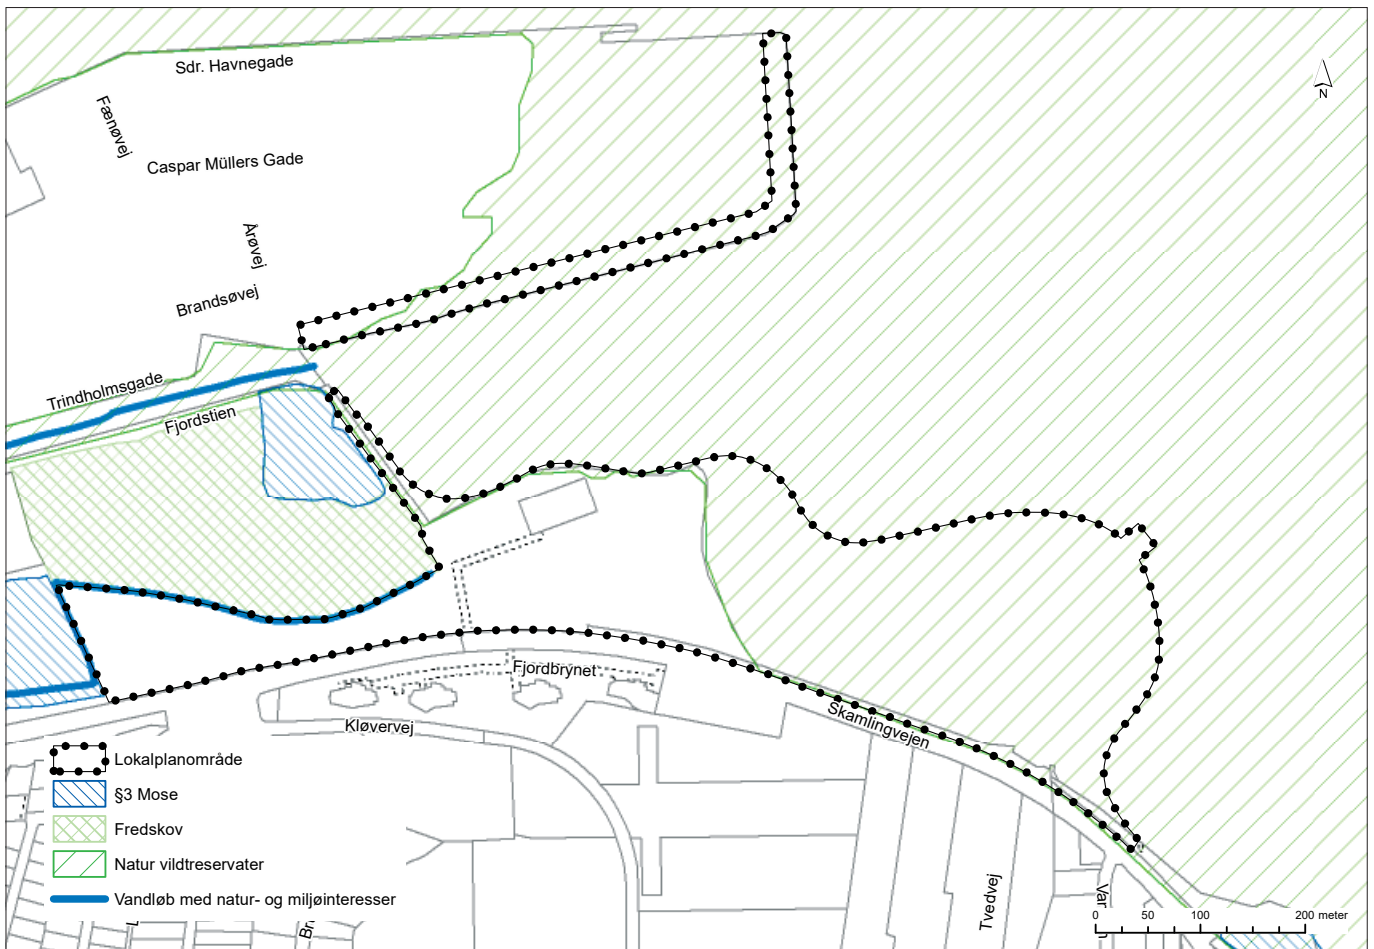 Sdr. Havnegade
Fænøvej
Caspar Müllers Gade
Årøvej
Brandsøvej
N
Trindholmsgade
Fjordstien
Fjordbrynet
Kløvervej
Skamlingvejen
Tvedvej
Lokalplanområde
§3 Mose
Fredskov
Natur vildtreservater
Vandløb med natur- og miljøinteresser
0 50 100 200 meter